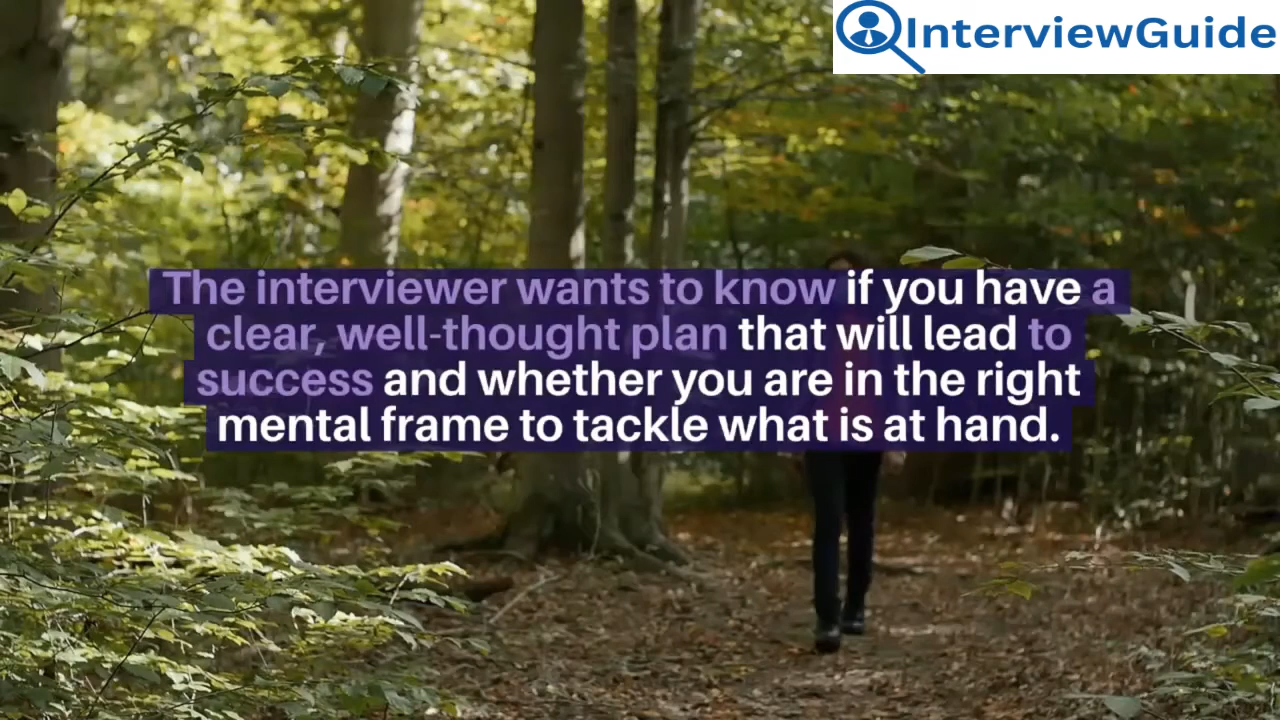 InterviewGuide
The interviewer wants to know if you have a
clear, well-thought plan that will lead to
success and whether you are in the right
mental frame to tackle what is at hand.